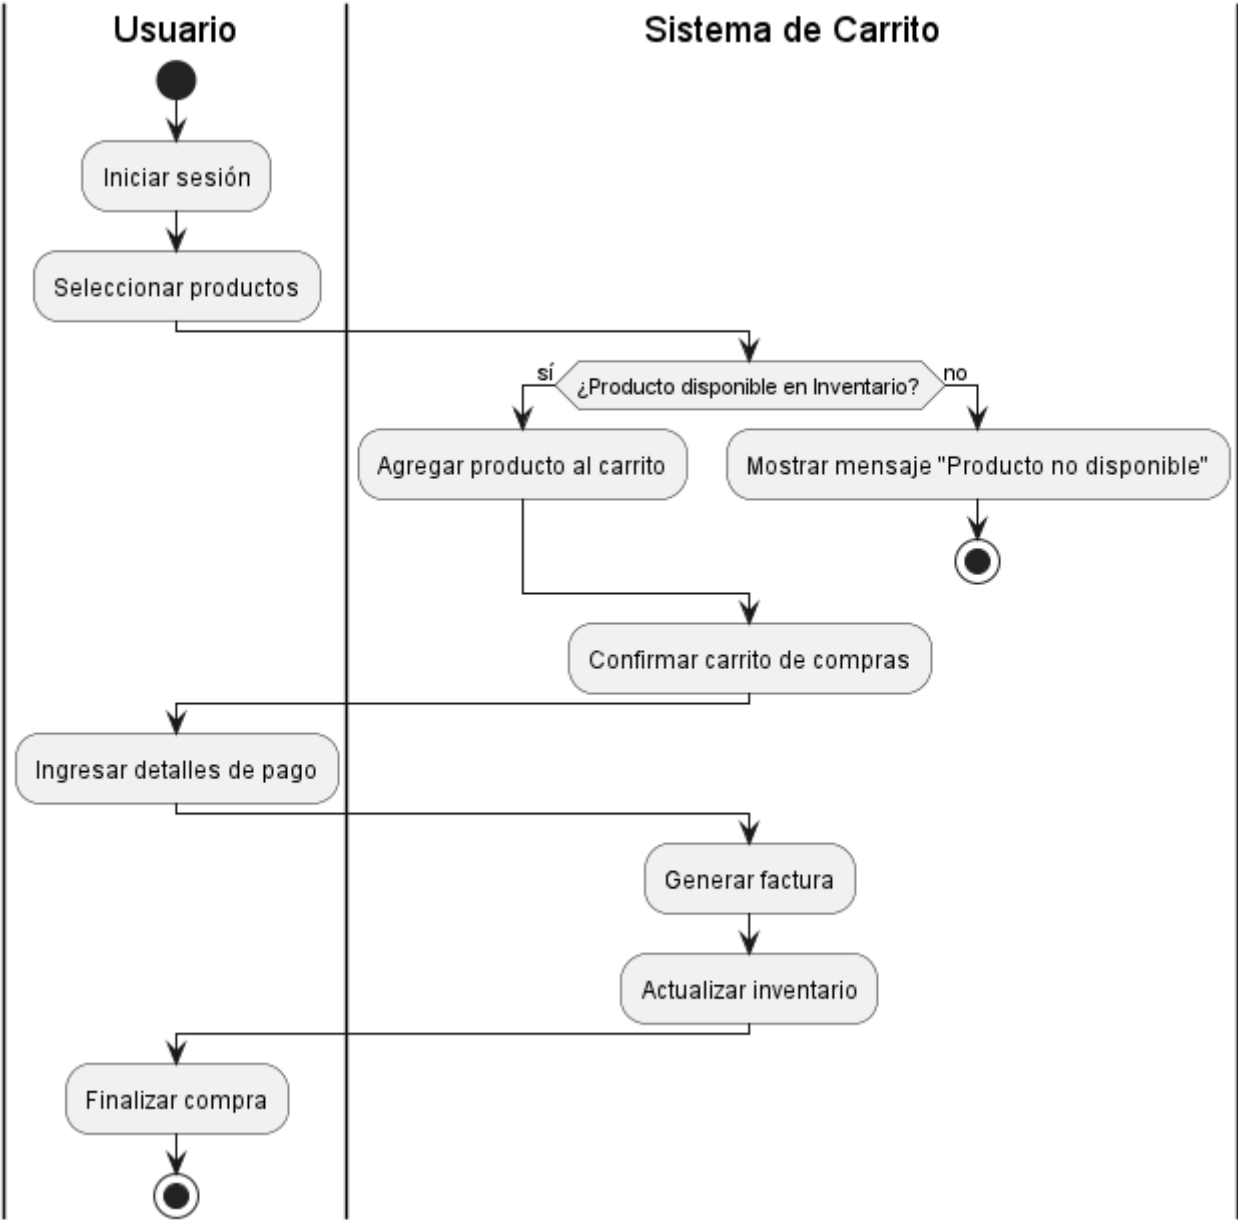 Usuario
Sistema de Carrito
Iniciar sesión
Seleccionar productos
¿Producto disponible en Inventario?
sí
no
Agregar producto al carrito
Mostrar mensaje "Producto no disponible"
Confirmar carrito de compras
Ingresar detalles de pago
Generar factura
Actualizar inventario
Finalizar compra